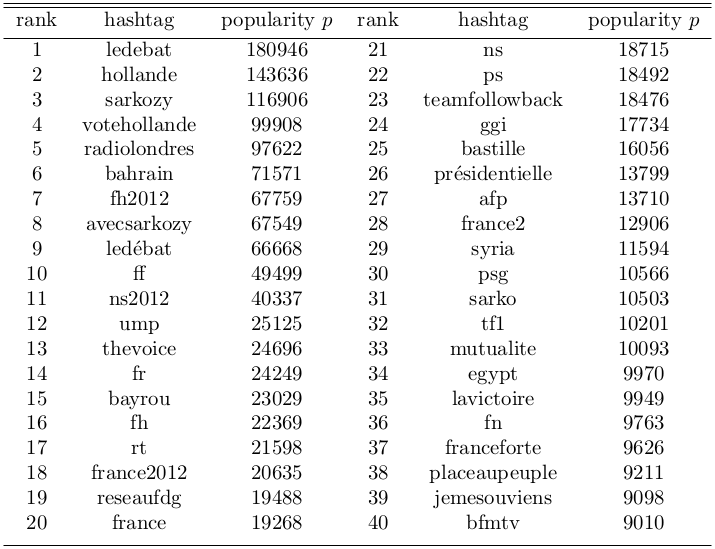 rank hashtag popularity p rank hashtag popularity p
1 ledebat 180946 21 ns 18715
2 hollande 143636 22 ps 18492
3 sarkozy 116906 23 teamfollowback 18476
4 votehollande 99908 24 ggi 17734
5 radiolondres 97622 25 bastille 16056
6 bahrain 71571 26 présidentielle 13799
7 fh2012 67759 27 afp 13710
8 avecsarkozy 67549 28 france2 12906
9 ledébat 66668 29 syria 11594
10 ff 49499 30 psg 10566
11 ns2012 40337 31 sarko 10503
12 ump 25125 32 tf1 10201
13 thevoice 24696 33 mutualite 10093
14 fr 24249 34 egypt 9970
15 bayrou 23029 35 lavictoire 9949
16 fh 22369 36 fn 9763
17 rt 21598 37 franceforte 9626
18 france2012 20635 38 placeaupeuple 9211
19 reseaufdg 19488 39 jemesouviens 9098
20 france 19268 40 bfmtv 9010